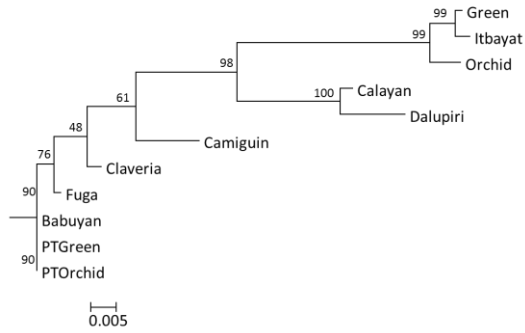 99 Green
99 Itbayat
Orchid
98
100 Calayan
61 Dalupiri
48 Camiguin
76 Claveria
90 Fuga
Babuyan
PTGreen
90 PTOrchid
0.005